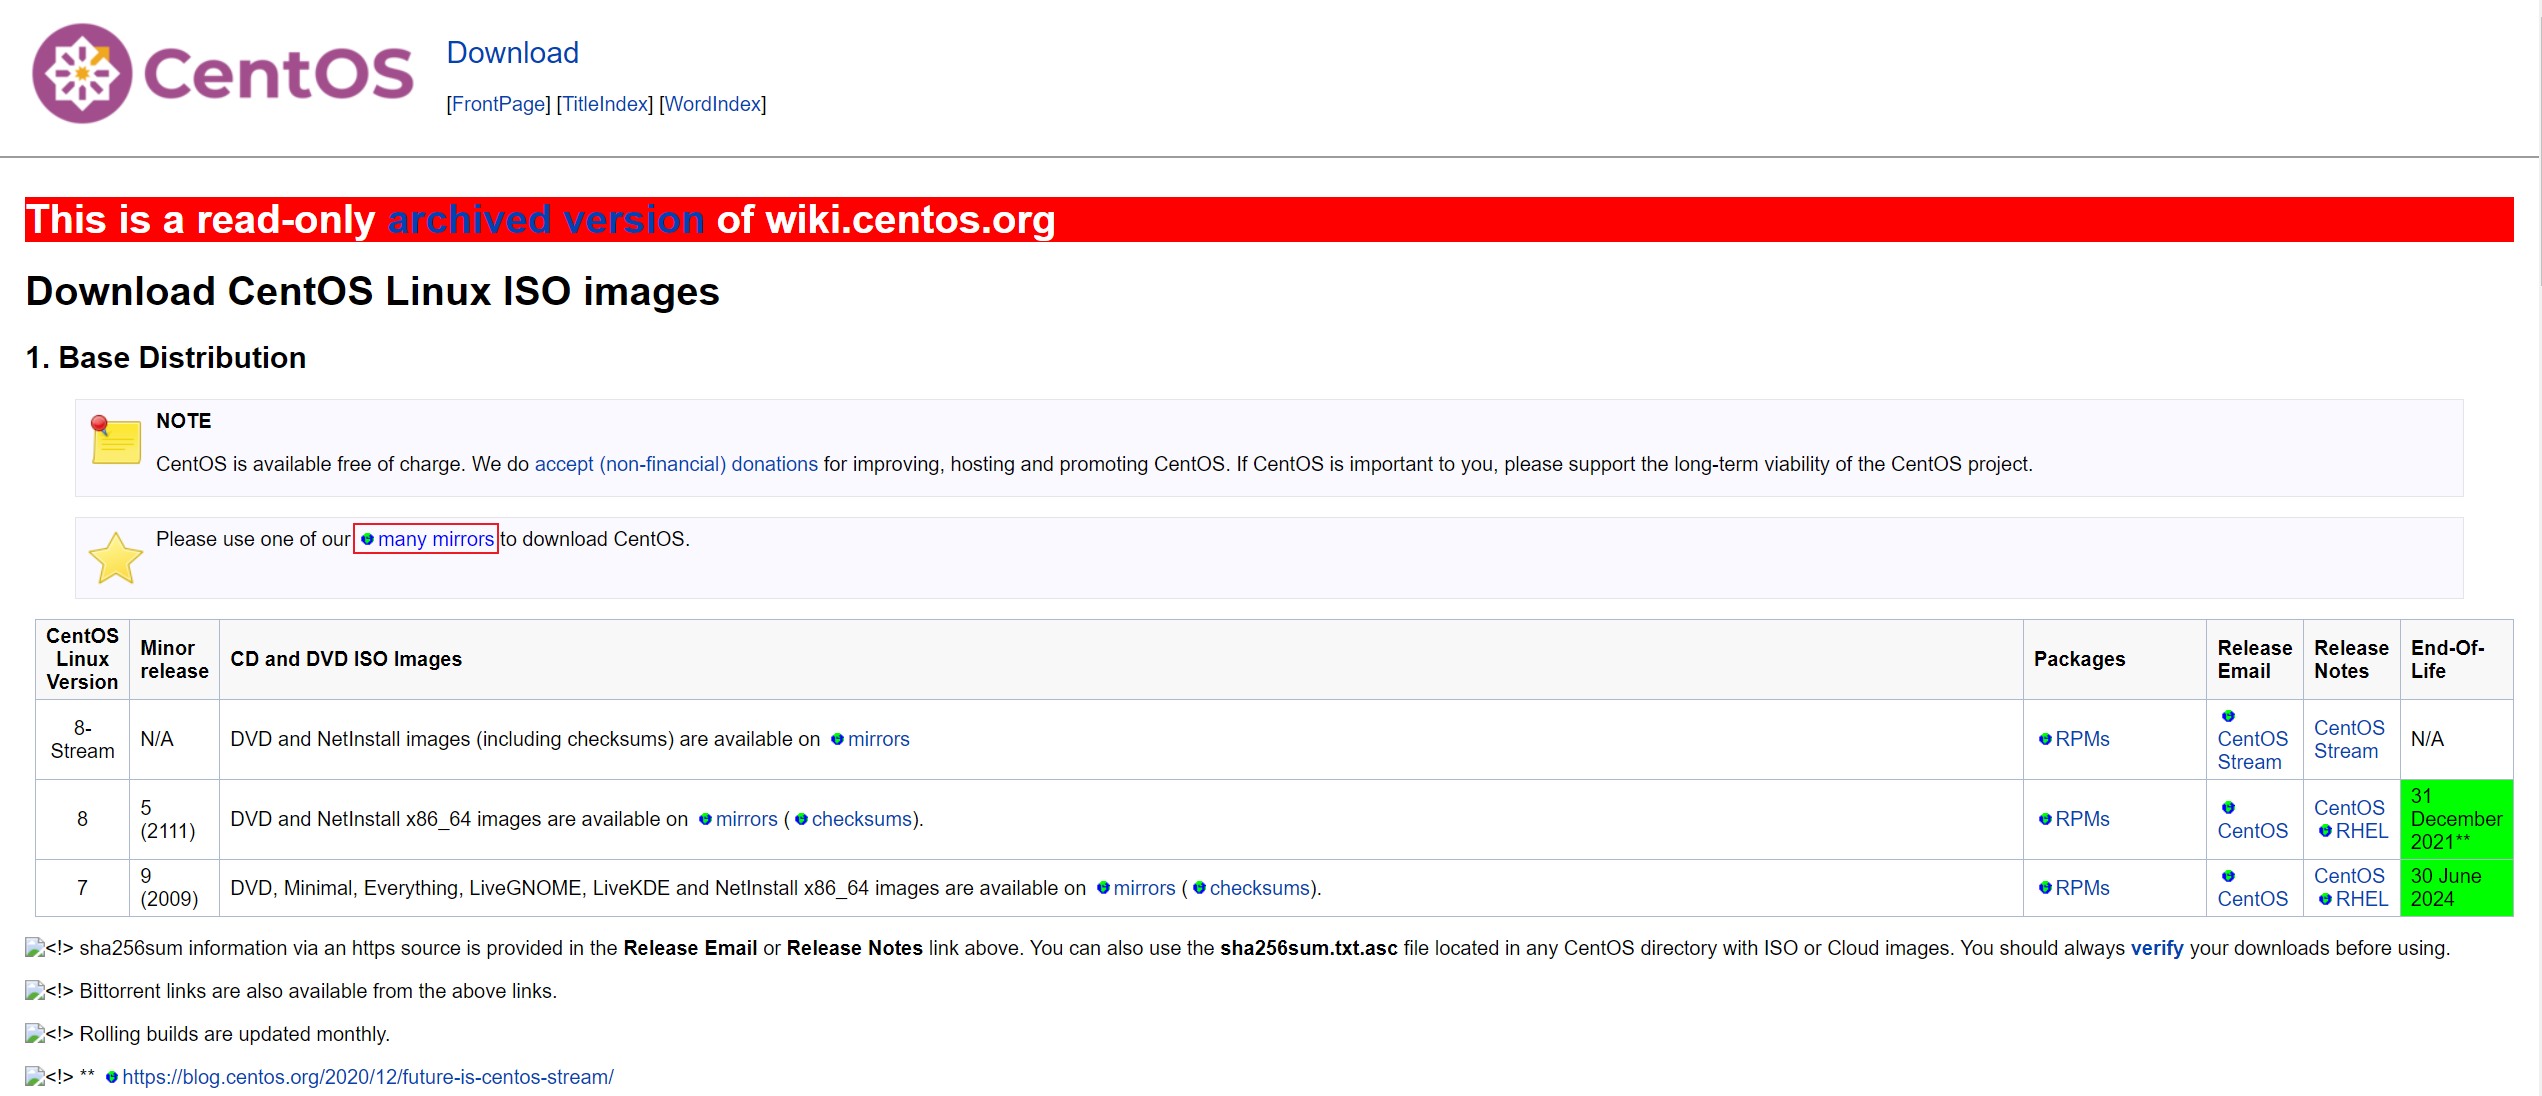 CentOS
Download
[FrontPage] [TitleIndex] [WordIndex]
This is a read-only archived version of wiki.centos.org
Download CentOS Linux ISO images
1. Base Distribution
NOTE
CentOS is available free of charge. We do accept (non-financial) donations for improving, hosting and promoting CentOS. If CentOS is important to you, please support the long-term viability of the CentOS project.
Please use one of our many mirrors to download CentOS.
CentOS Linux Version
Minor release
CD and DVD ISO Images
Packages
Release Email
Release Notes
End-Of-Life
8-Stream
N/A
DVD and NetInstall images (including checksums) are available on mirrors
RPMs
CentOS Stream
CentOS Stream
N/A
8
5 (2111)
DVD and NetInstall x86_64 images are available on mirrors ( checksums).
RPMs
CentOS
CentOS RHEL
31 December 2021**
7
9 (2009)
DVD, Minimal, Everything, LiveGNOME, LiveKDE and NetInstall x86_64 images are available on mirrors ( checksums).
RPMs
CentOS
CentOS RHEL
30 June 2024
<!> sha256sum information via an https source is provided in the Release Email or Release Notes link above. You can also use the sha256sum.txt.asc file located in any CentOS directory with ISO or Cloud images. You should always verify your downloads before using.
<!> Bittorrent links are also available from the above links.
<!> Rolling builds are updated monthly.
<!> ** https://blog.centos.org/2020/12/future-is-centos-stream/